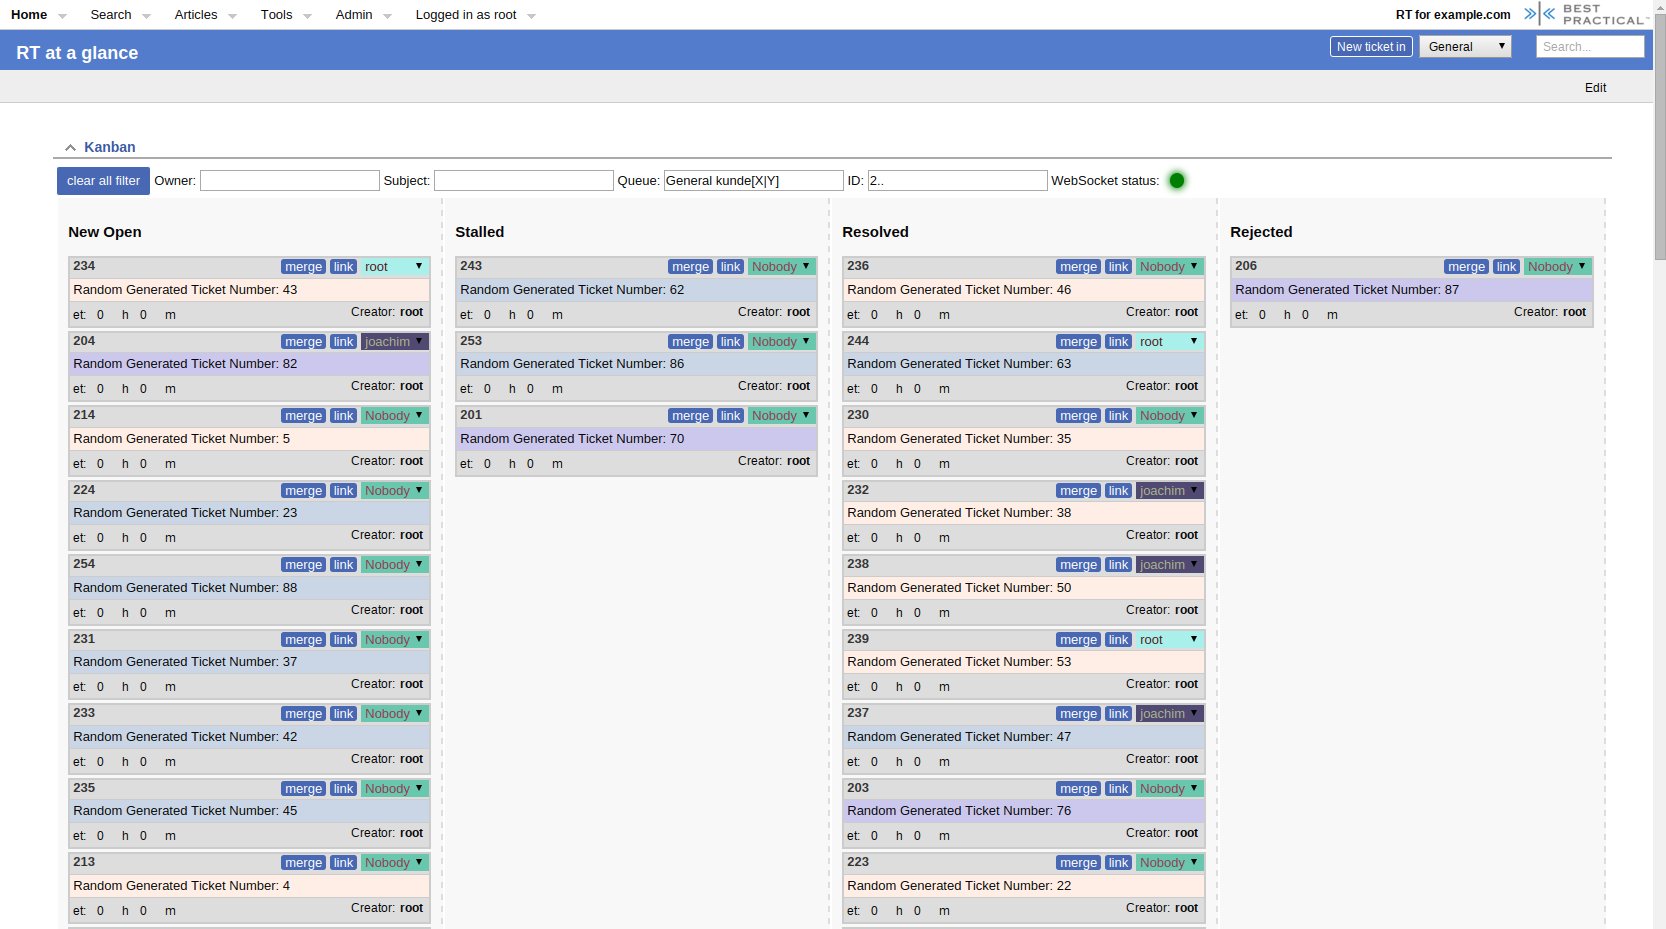 Home Search Articles Tools Admin Logged in as root
RT for example.com
BEST
PRACTICAL™
RT at a glance
New ticket in General Search...
Edit
Kanban
clear all filter Owner: Subject: Queue: General kunde[X|Y] ID: 2.. WebSocket status:
New Open
234 merge link root
Random Generated Ticket Number: 43
et: 0 h 0 m Creator: root
204 merge link joachim
Random Generated Ticket Number: 82
et: 0 h 0 m Creator: root
214 merge link Nobody
Random Generated Ticket Number: 5
et: 0 h 0 m Creator: root
224 merge link Nobody
Random Generated Ticket Number: 23
et: 0 h 0 m Creator: root
254 merge link Nobody
Random Generated Ticket Number: 88
et: 0 h 0 m Creator: root
231 merge link Nobody
Random Generated Ticket Number: 37
et: 0 h 0 m Creator: root
233 merge link Nobody
Random Generated Ticket Number: 42
et: 0 h 0 m Creator: root
235 merge link Nobody
Random Generated Ticket Number: 45
et: 0 h 0 m Creator: root
213 merge link Nobody
Random Generated Ticket Number: 4
et: 0 h 0 m Creator: root
Stalled
243 merge link Nobody
Random Generated Ticket Number: 62
et: 0 h 0 m Creator: root
253 merge link Nobody
Random Generated Ticket Number: 86
et: 0 h 0 m Creator: root
201 merge link Nobody
Random Generated Ticket Number: 70
et: 0 h 0 m Creator: root
Resolved
236 merge link Nobody
Random Generated Ticket Number: 46
et: 0 h 0 m Creator: root
244 merge link root
Random Generated Ticket Number: 63
et: 0 h 0 m Creator: root
230 merge link Nobody
Random Generated Ticket Number: 35
et: 0 h 0 m Creator: root
232 merge link joachim
Random Generated Ticket Number: 38
et: 0 h 0 m Creator: root
238 merge link joachim
Random Generated Ticket Number: 50
et: 0 h 0 m Creator: root
239 merge link root
Random Generated Ticket Number: 53
et: 0 h 0 m Creator: root
237 merge link joachim
Random Generated Ticket Number: 47
et: 0 h 0 m Creator: root
203 merge link Nobody
Random Generated Ticket Number: 76
et: 0 h 0 m Creator: root
223 merge link Nobody
Random Generated Ticket Number: 22
et: 0 h 0 m Creator: root
Rejected
206 merge link Nobody
Random Generated Ticket Number: 87
et: 0 h 0 m Creator: root